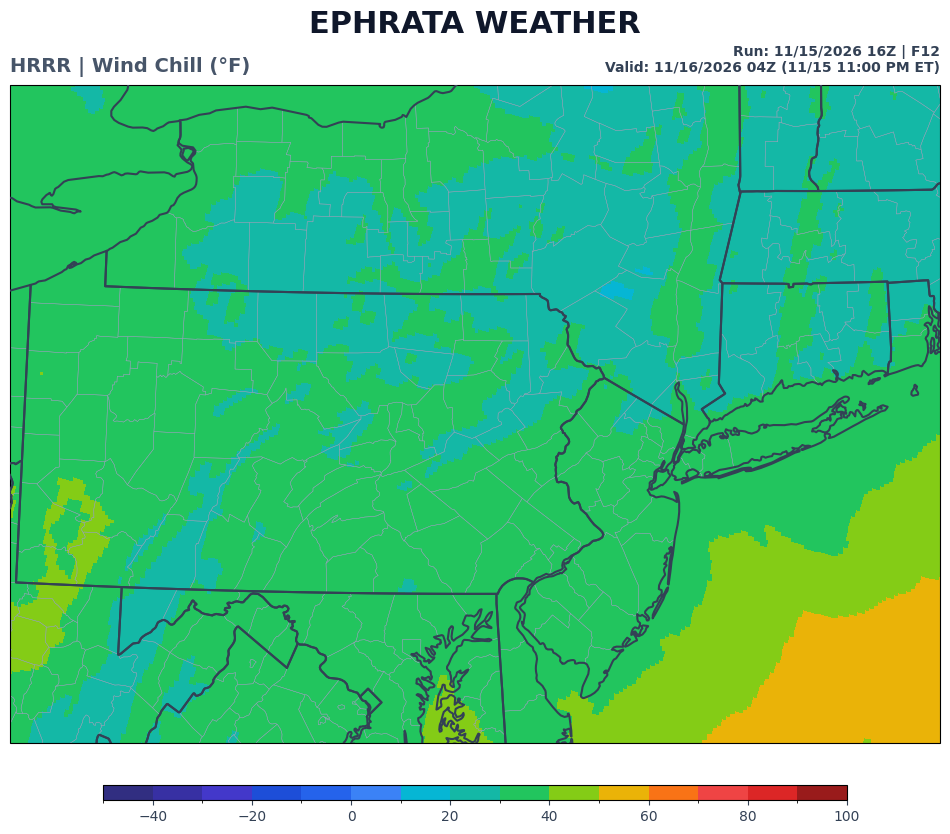 EPHRATA WEATHER
HRRR | Wind Chill (°F)
Run: 11/15/2026 16Z | F12
Valid: 11/16/2026 04Z (11/15 11:00 PM ET)
−40 −20 0 20 40 60 80 100